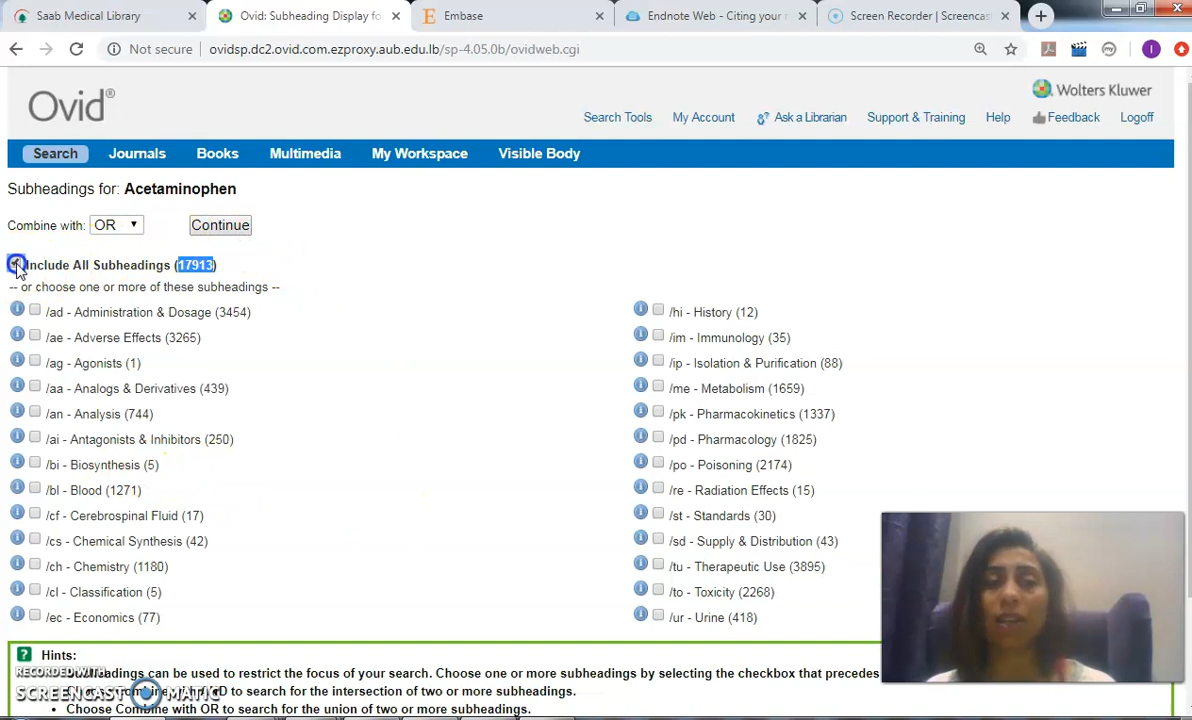 Saab Medical Library
Ovid: Subheading Display fo
Embase
Endnote Web - Citing your
Screen Recorder | Screencas
Not secure
ovidsp.dc2.ovid.com.ezproxy.aub.edu.lb/sp-4.05.0b/ovidweb.cgi
Ovid®
Wolters Kluwer
Search Tools
My Account
Ask a Librarian
Support & Training
Help
Feedback
Logoff
Search
Journals
Books
Multimedia
My Workspace
Visible Body
Subheadings for: Acetaminophen
Combine with: OR
Continue
Include All Subheadings (17913)
-- or choose one or more of these subheadings --
/ad - Administration & Dosage (3454)
/ae - Adverse Effects (3265)
/ag - Agonists (1)
/aa - Analogs & Derivatives (439)
/an - Analysis (744)
/ai - Antagonists & Inhibitors (250)
/bi - Biosynthesis (5)
/bl - Blood (1271)
/cf - Cerebrospinal Fluid (17)
/cs - Chemical Synthesis (42)
/ch - Chemistry (1180)
/cl - Classification (5)
/ec - Economics (77)
/hi - History (12)
/im - Immunology (35)
/ip - Isolation & Purification (88)
/me - Metabolism (1659)
/pk - Pharmacokinetics (1337)
/pd - Pharmacology (1825)
/po - Poisoning (2174)
/re - Radiation Effects (15)
/st - Standards (30)
/sd - Supply & Distribution (43)
/tu - Therapeutic Use (3895)
/to - Toxicity (2268)
/ur - Urine (418)
Hints:
RECORDED WITH
SCREENCAST MATIC
can be used to restrict the focus of your search. Choose one or more subheadings by selecting the checkbox that precedes
to search for the intersection of two or more subheadings.
Choose Combine with OR to search for the union of two or more subheadings.